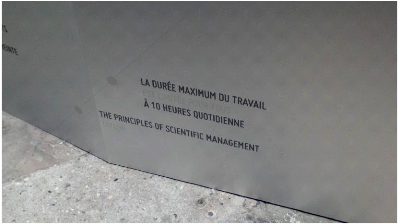 LA DURÉE MAXIMUM DU TRAVAIL
À 10 HEURES QUOTIDIENNE
THE PRINCIPLES OF SCIENTIFIC MANAGEMENT